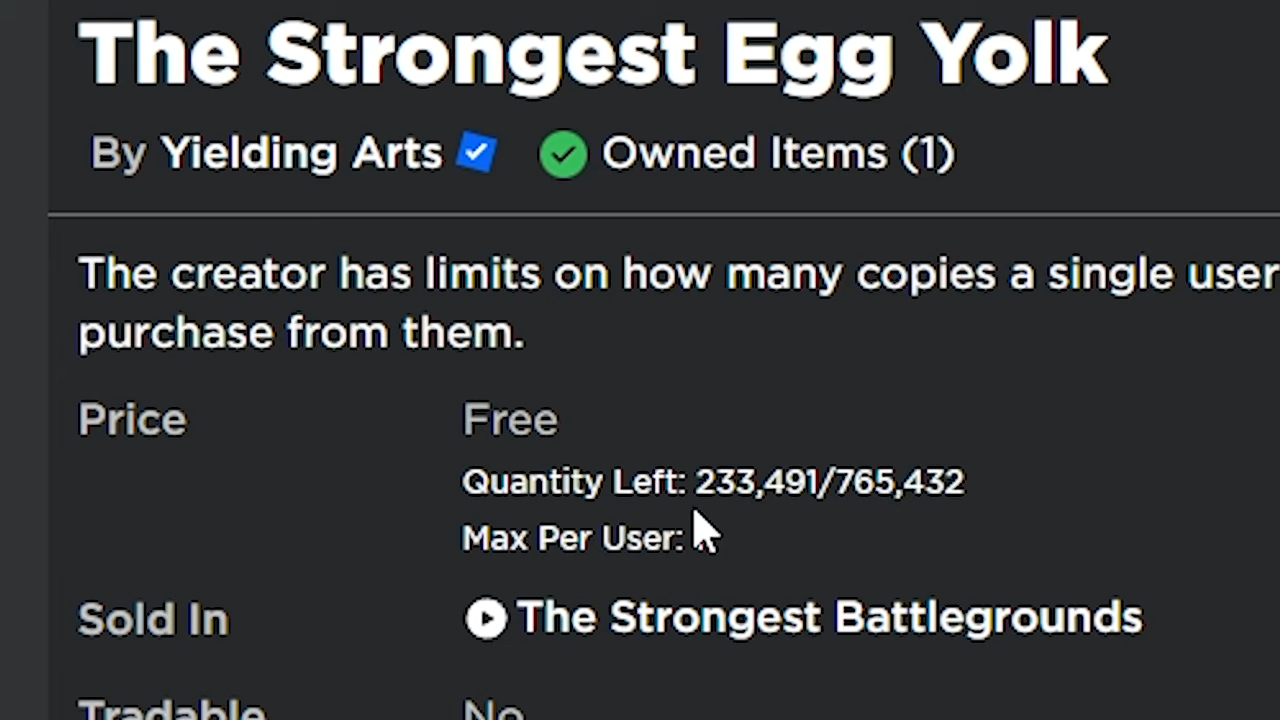 The Strongest Egg Yolk
By Yielding Arts Owned Items (1)
The creator has limits on how many copies a single user
purchase from them.
Price Free
Quantity Left: 233,491/765,432
Max Per User:
Sold In The Strongest Battlegrounds
Tradable No